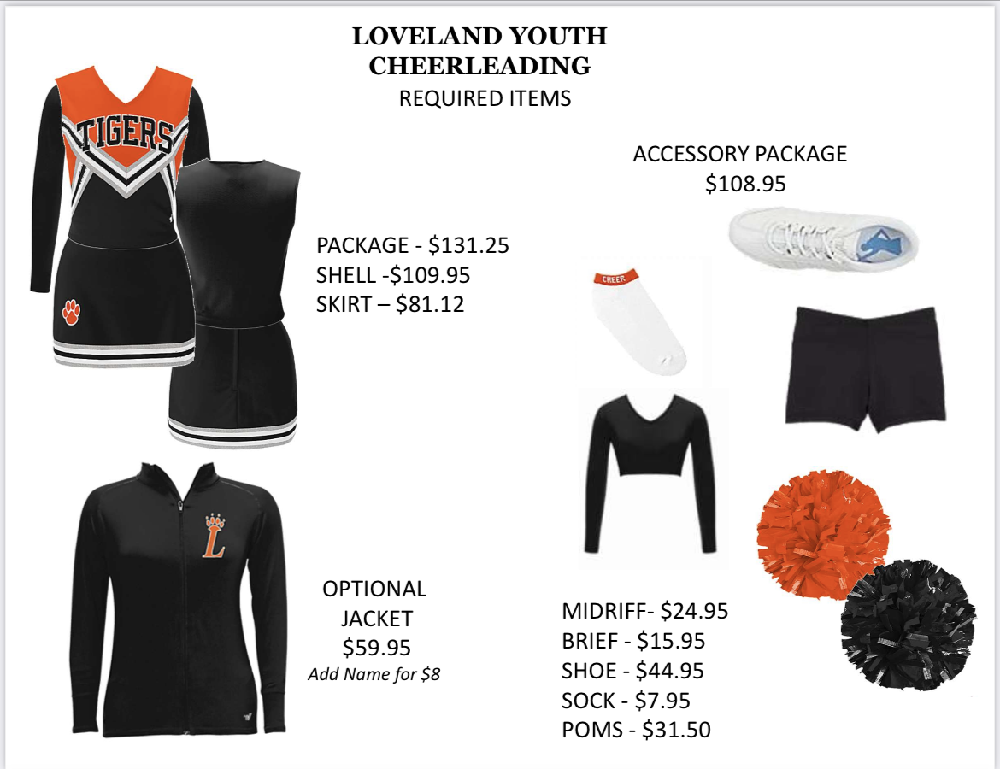 LOVELAND YOUTH
CHEERLEADING
REQUIRED ITEMS
TIGERS
PACKAGE - $131.25
SHELL -$109.95
SKIRT – $81.12
ACCESSORY PACKAGE
$108.95
CHEER
L
OPTIONAL
JACKET
$59.95
Add Name for $8
MIDRIFF- $24.95
BRIEF - $15.95
SHOE - $44.95
SOCK - $7.95
POMS - $31.50